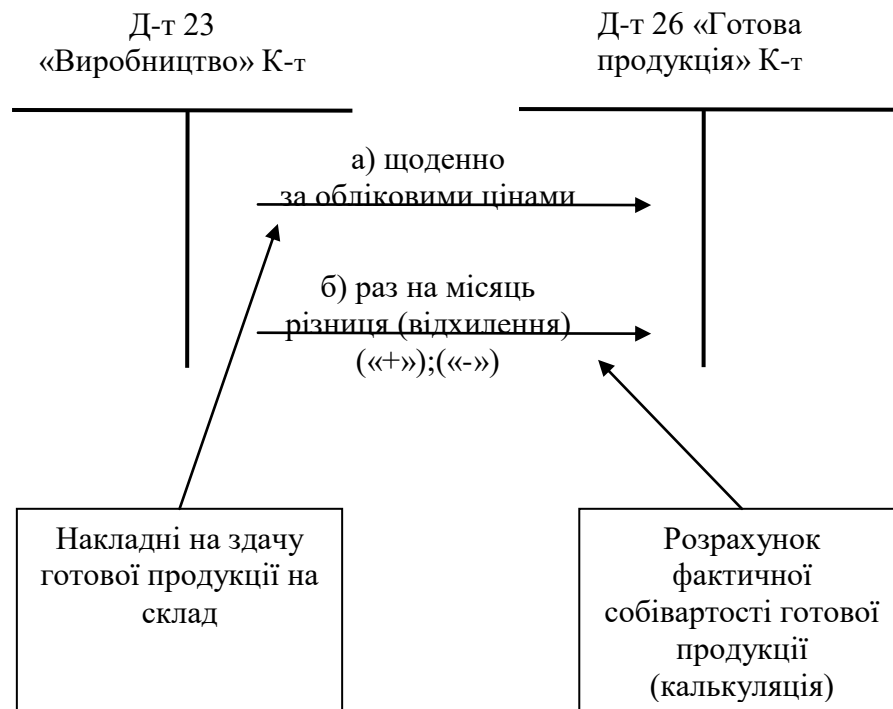 Д-т 23
«Виробництво» К-т
Д-т 26 «Готова
продукція» К-т
а) щоденно
за обліковими цінами
б) раз на місяць
різниця (відхилення)
(«+»);(«-»)
Накладні на здачу
готової продукції на
склад
Розрахунок
фактичної
собівартості готової
продукції
(калькуляція)